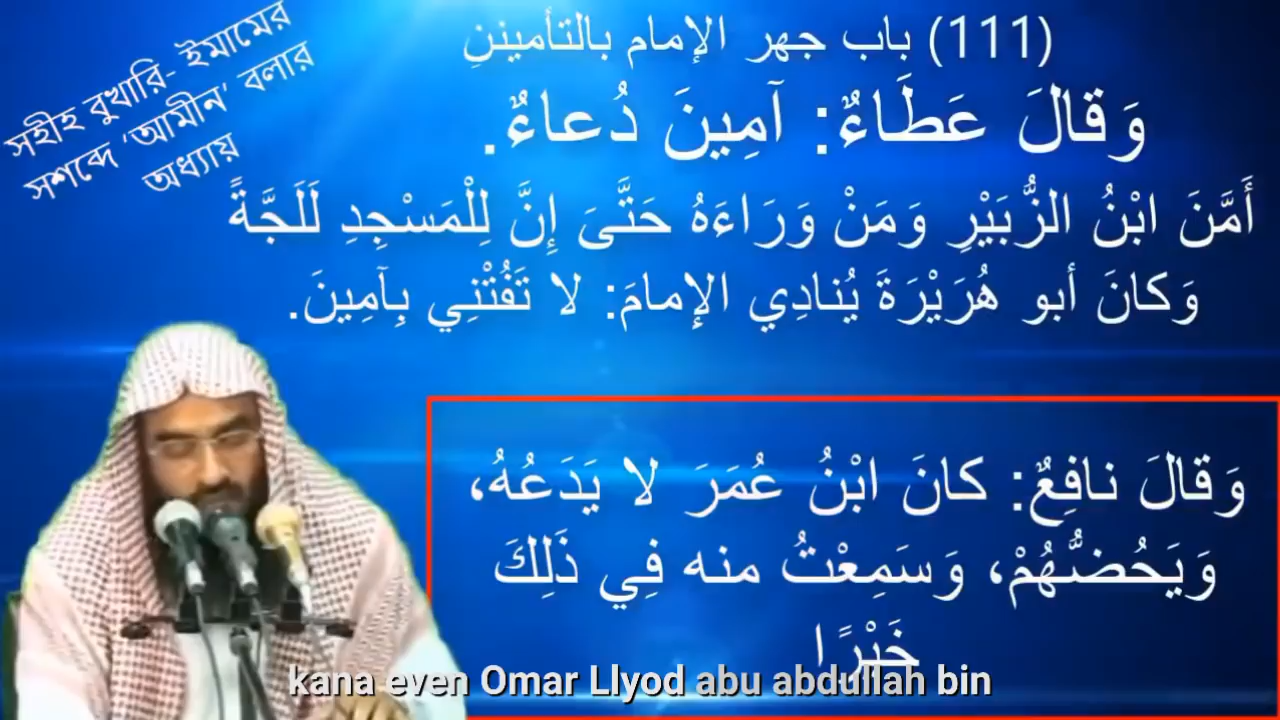 সহীহ বুখারি- ইমামের
সশব্দে 'আমীন' বলার
অধ্যায়
(111) باب جهر الإمام بالتأميننِ
وَقالَ عَطَاءٌ: آمِينَ دُعاءٌ.
أَمَّنَ ابْنُ الزُّبَيْرِ وَمَنْ وَرَاءَهُ حَتَّىَ إِنَّ لِلْمَسْجِدِ لَلَجَّةً
وَكانَ أبو هُرَيْرَةَ يُنادِي الإمامَ: لا تَفُتْنِي بِآمِينَ.
وَقالَ نافِعٌ: كانَ ابْنُ عُمَرَ لا يَدَعُهُ،
وَيَحُضُّهُمْ، وَسَمِعْتُ منه فِي ذَلِكَ
خَيْرًا
kana even Omar Llyod abu abdullah bin